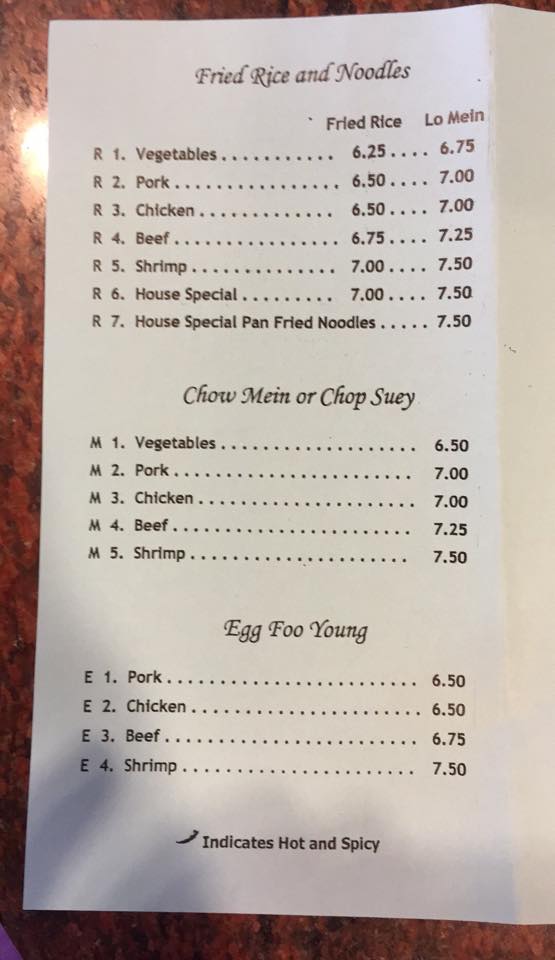 Fried Rice and Noodles
Fried Rice Lo Mein
R 1. Vegetables........... 6.25.... 6.75
R 2. Pork................ 6.50.... 7.00
R 3. Chicken............. 6.50.... 7.00
R 4. Beef................ 6.75.... 7.25
R 5. Shrimp.............. 7.00.... 7.50
R 6. House Special......... 7.00.... 7.50
R 7. House Special Pan Fried Noodles..... 7.50
Chow Mein or Chop Suey
M 1. Vegetables................... 6.50
M 2. Pork....................... 7.00
M 3. Chicken..................... 7.00
M 4. Beef....................... 7.25
M 5. Shrimp..................... 7.50
Egg Foo Young
E 1. Pork........................ 6.50
E 2. Chicken...................... 6.50
E 3. Beef........................ 6.75
E 4. Shrimp...................... 7.50
Indicates Hot and Spicy